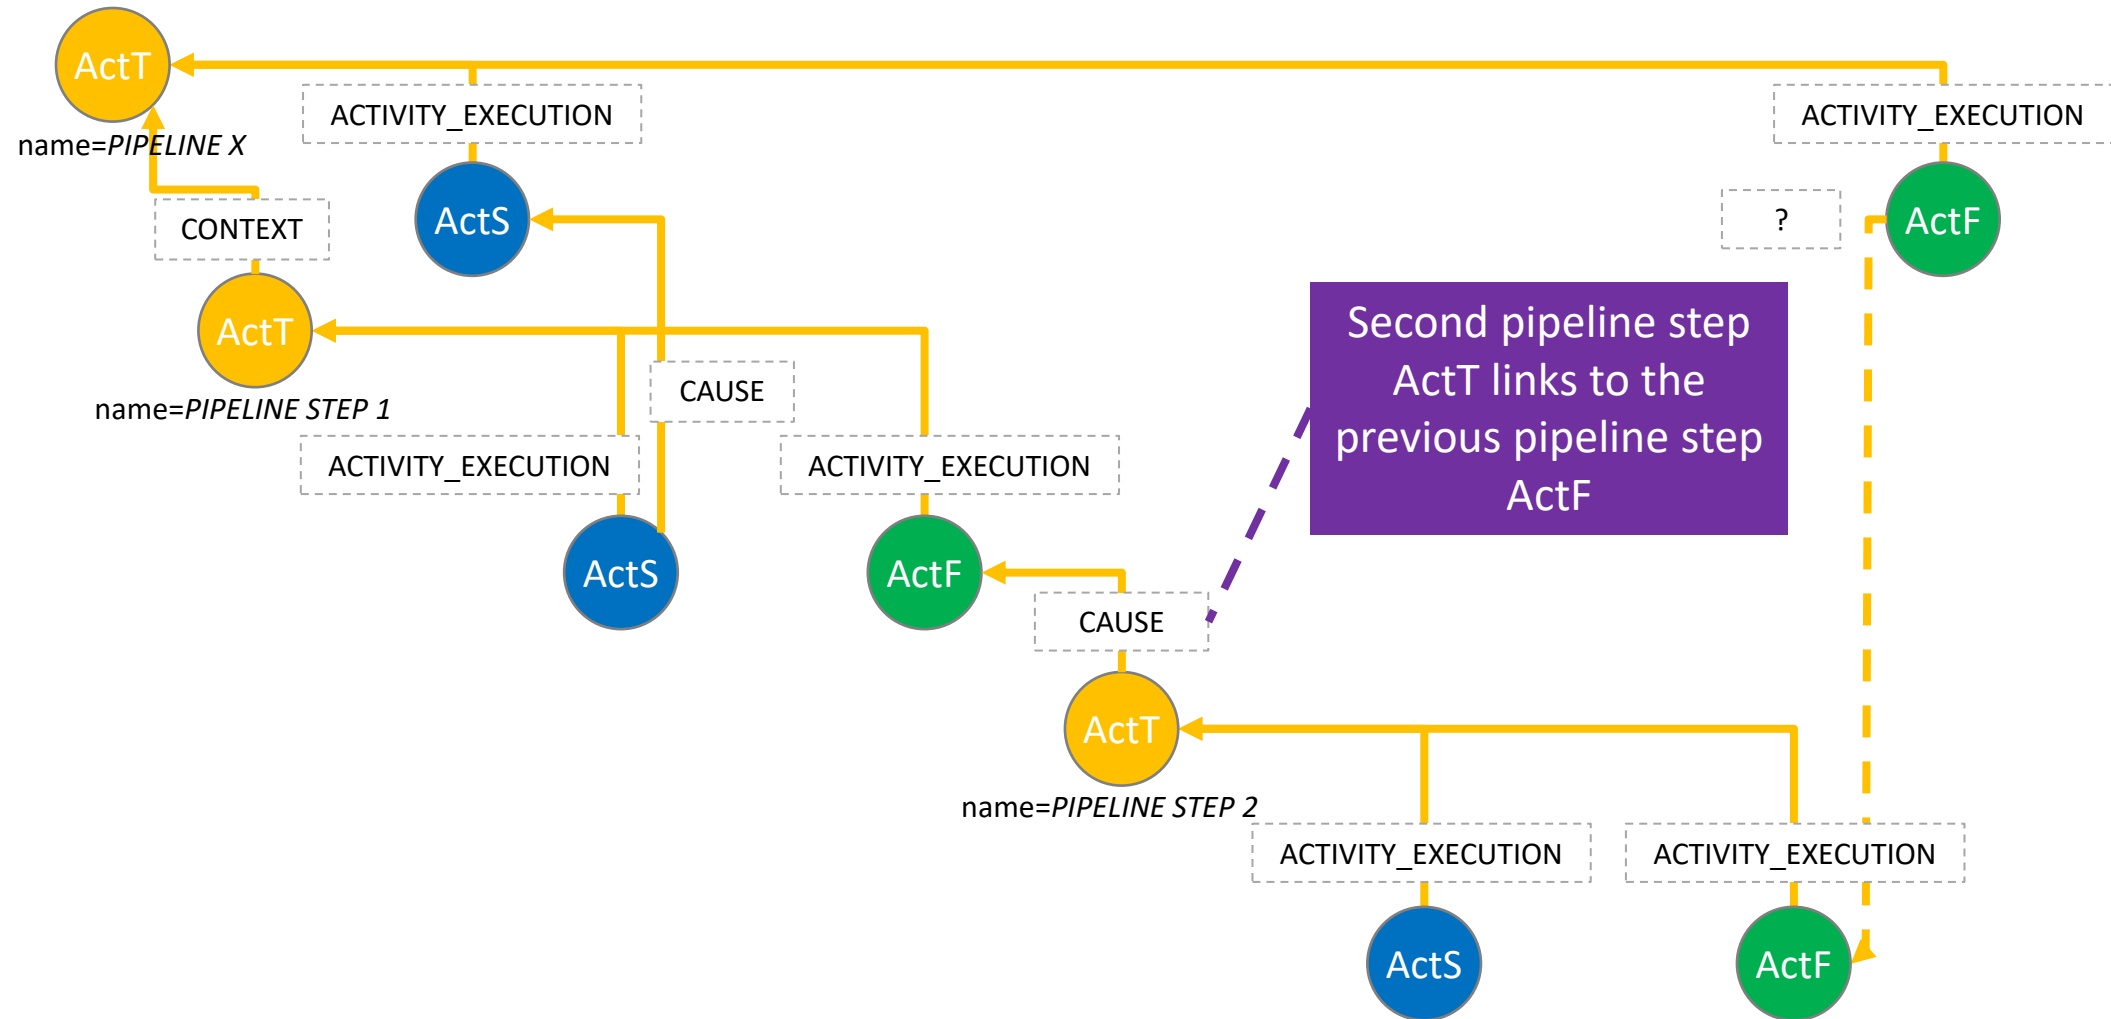 ActT
name=PIPELINE X
ACTIVITY_EXECUTION
ACTIVITY_EXECUTION
ActS
?
ActF
CONTEXT
ActT
name=PIPELINE STEP 1
CAUSE
Second pipeline step
ActT links to the
previous pipeline step
ActF
ACTIVITY_EXECUTION
ACTIVITY_EXECUTION
ActS
ActF
CAUSE
ActT
name=PIPELINE STEP 2
ACTIVITY_EXECUTION
ACTIVITY_EXECUTION
ActS
ActF